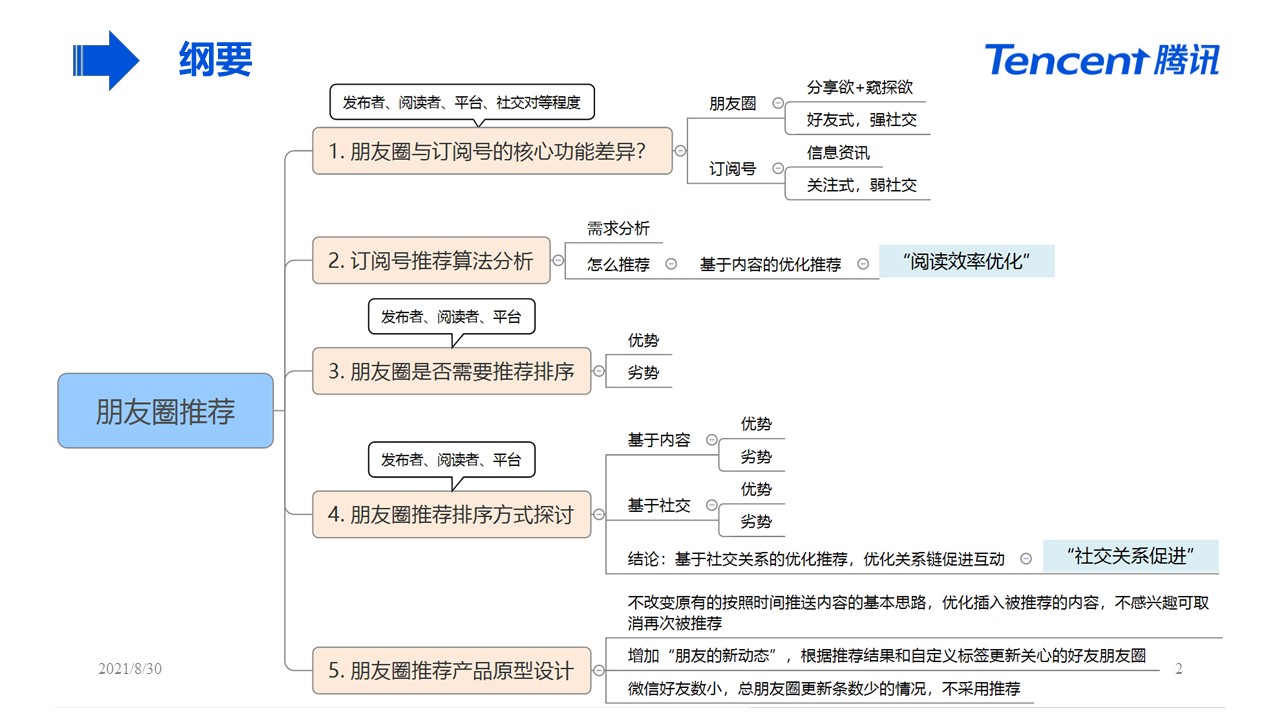 纲要
Tencent 腾讯
发布者、阅读者、平台、社交对等程度
1. 朋友圈与订阅号的核心功能差异?
朋友圈
分享欲+窥探欲
好友式，强社交
订阅号
信息资讯
关注式，弱社交
2. 订阅号推荐算法分析
需求分析
怎么推荐
基于内容的优化推荐
“阅读效率优化”
发布者、阅读者、平台
3. 朋友圈是否需要推荐排序
优势
劣势
朋友圈推荐
发布者、阅读者、平台
4. 朋友圈推荐排序方式探讨
基于内容
优势
劣势
基于社交
优势
劣势
结论：基于社交关系的优化推荐，优化关系链促进互动
“社交关系促进”
5. 朋友圈推荐产品原型设计
不改变原有的按照时间推送内容的基本思路，优化插入被推荐的内容，不感兴趣可取
消再次被推荐
增加“朋友的新动态”，根据推荐结果和自定义标签更新关心的好友朋友圈
微信好友数小，总朋友圈更新条数少的情况，不采用推荐
2021/8/30
2